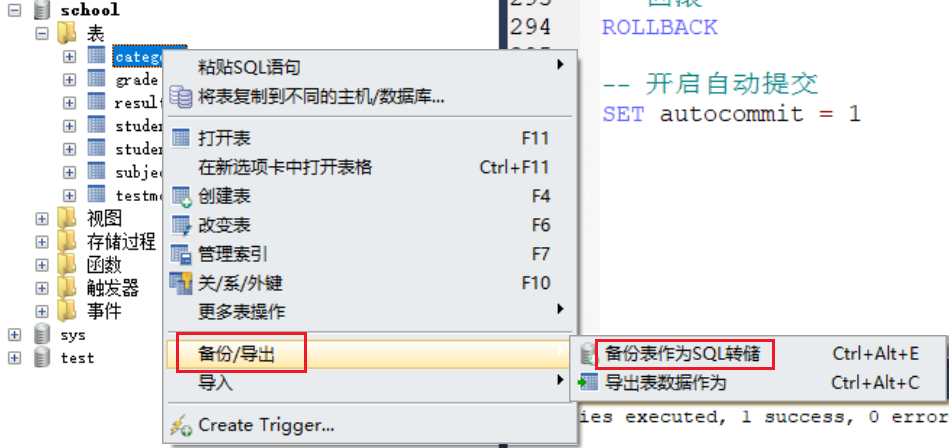 school
表
categ
grade
result
studen
studen
subje
testm
视图
存储过程
函数
触发器
事件
sys
test
粘贴SQL语句
将表复制到不同的主机/数据库...
打开表 F11
在新选项卡中打开表格 Ctrl+F11
创建表 F4
改变表 F6
管理索引 F7
关/系/外键 F10
更多表操作
备份/导出
导入
Create Trigger...
备份表作为SQL转储 Ctrl+Alt+E
导出表数据作为 Ctrl+Alt+C
294 ROLLBACK
-- 开启自动提交
SET autocommit = 1
ies executed, 1 success, 0 error